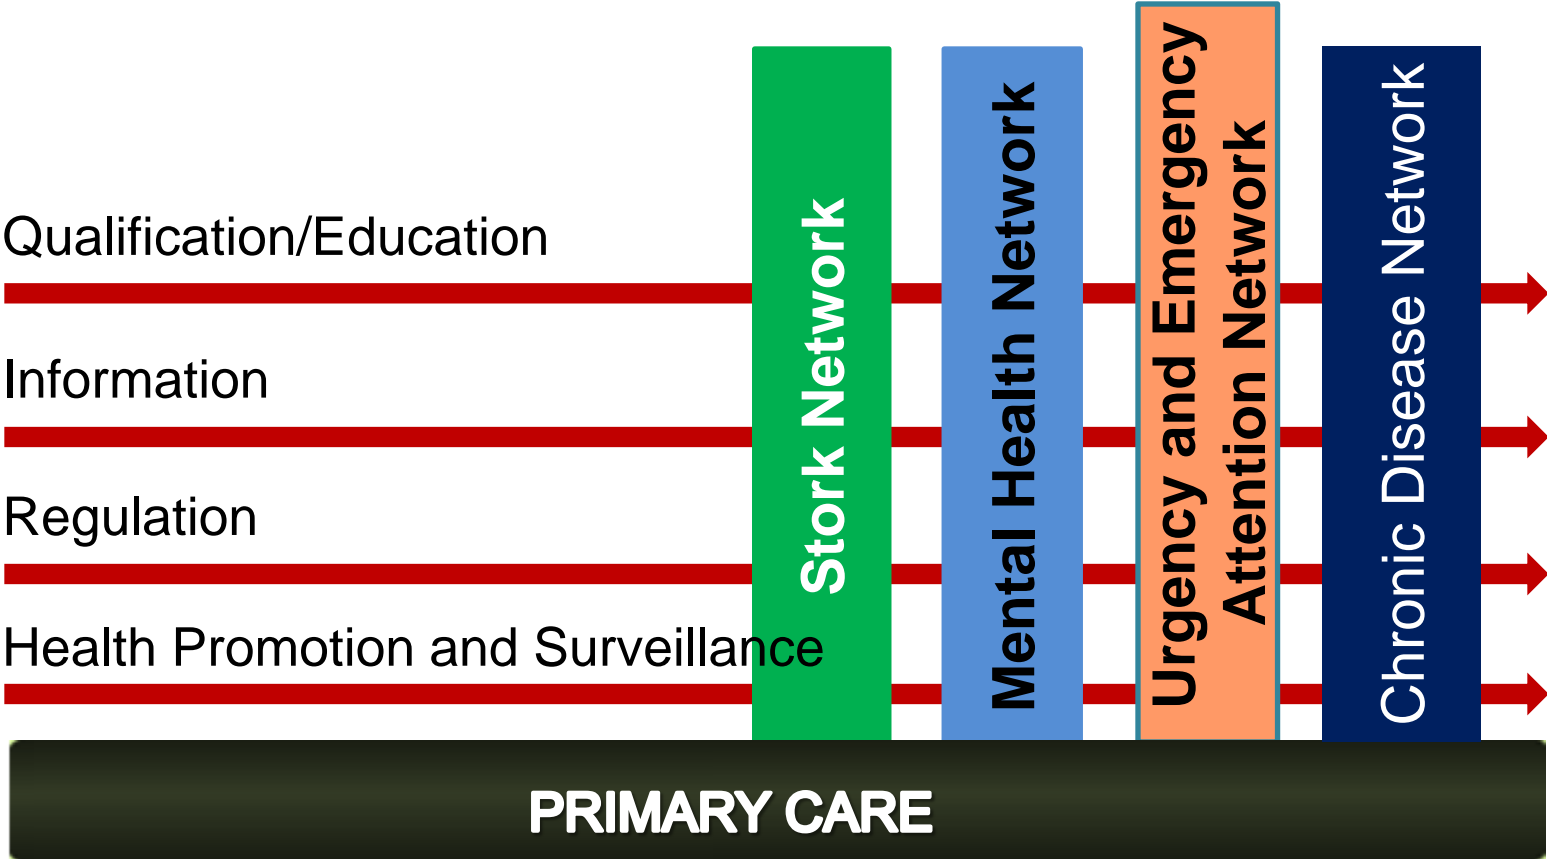 Qualification/Education
Information
Regulation
Health Promotion and Surveillance
Stork Network
Mental Health Network
Urgency and Emergency
Attention Network
Chronic Disease Network
PRIMARY CARE